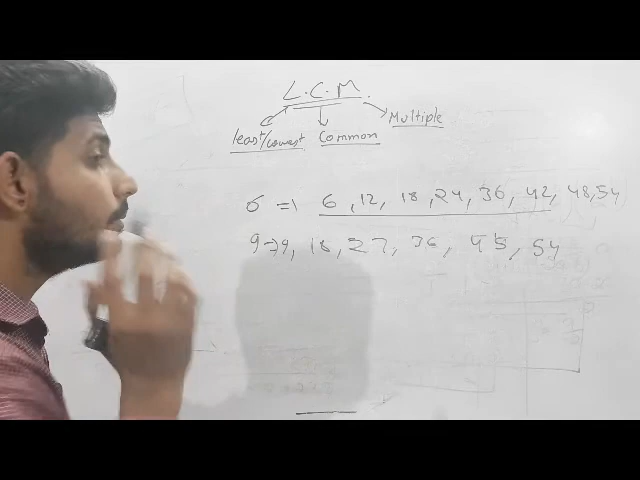 L.C.M.
least/lowest Common Multiple
6 ⇒ 6, 12, 18, 24, 36, 42, 48, 54
9 ⇒ 9, 18, 27, 36, 45, 54